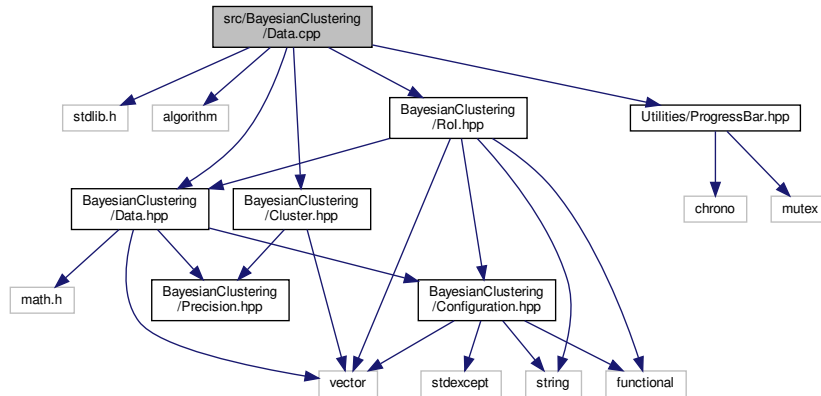 src/BayesianClustering
/Data.cpp
stdlib.h
algorithm
BayesianClustering
/RoI.hpp
Utilities/ProgressBar.hpp
BayesianClustering
/Data.hpp
BayesianClustering
/Cluster.hpp
chrono
mutex
math.h
BayesianClustering
/Precision.hpp
BayesianClustering
/Configuration.hpp
vector
stdexcept
string
functional